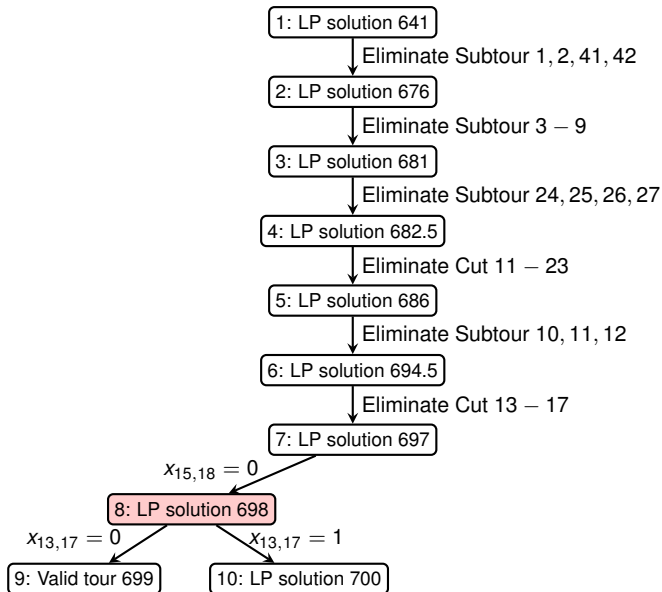 1: LP solution 641
Eliminate Subtour 1, 2, 41, 42
2: LP solution 676
Eliminate Subtour 3 − 9
3: LP solution 681
Eliminate Subtour 24, 25, 26, 27
4: LP solution 682.5
Eliminate Cut 11 − 23
5: LP solution 686
Eliminate Subtour 10, 11, 12
6: LP solution 694.5
Eliminate Cut 13 − 17
7: LP solution 697
x15,18 = 0
8: LP solution 698
x13,17 = 0
x13,17 = 1
9: Valid tour 699
10: LP solution 700